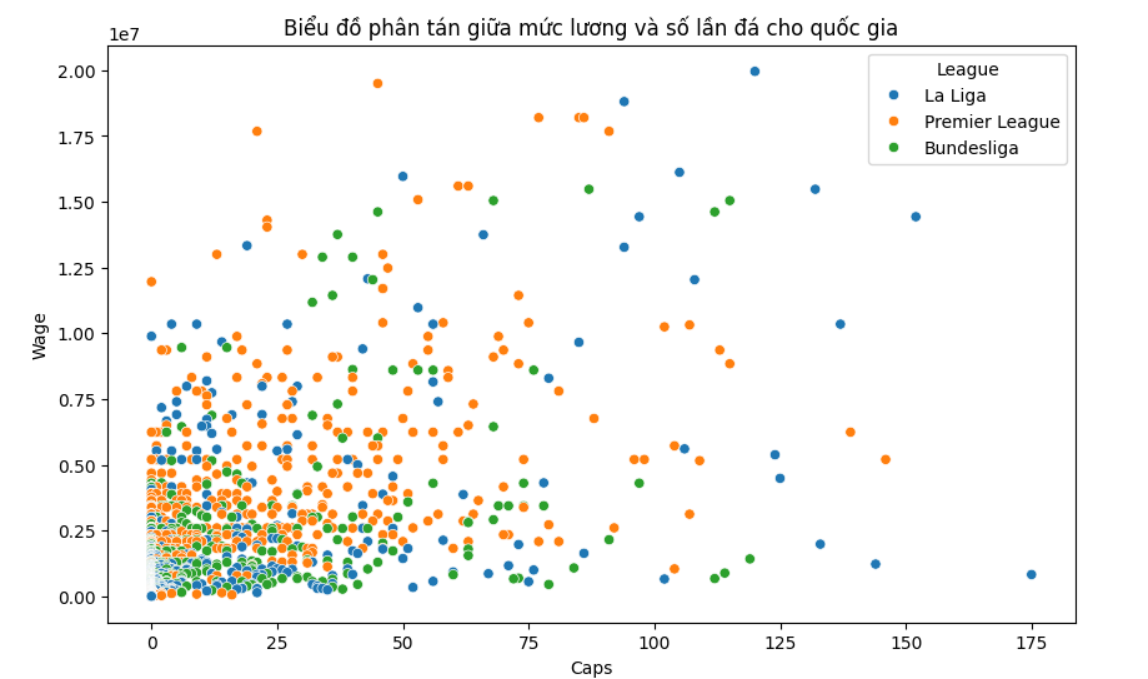 Biểu đồ phân tán giữa mức lương và số lần đá cho quốc gia
1e7
League
La Liga
Premier League
Bundesliga
2.00
1.75
1.50
1.25
1.00
0.75
0.50
0.25
0.00
Wage
0 25 50 75 100 125 150 175
Caps